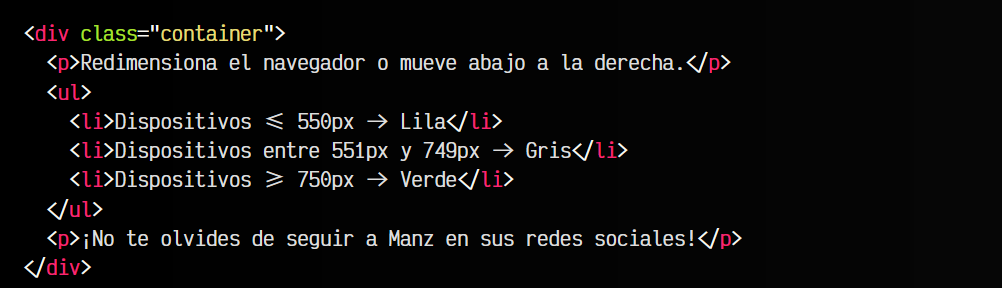 <div class="container">
<p>Redimensiona el navegador o mueve abajo a la derecha.</p>
<ul>
<li>Dispositivos ≤ 550px → Lila</li>
<li>Dispositivos entre 551px y 749px → Gris</li>
<li>Dispositivos ≥ 750px → Verde</li>
</ul>
<p>¡No te olvides de seguir a Manz en sus redes sociales!</p>
</div>